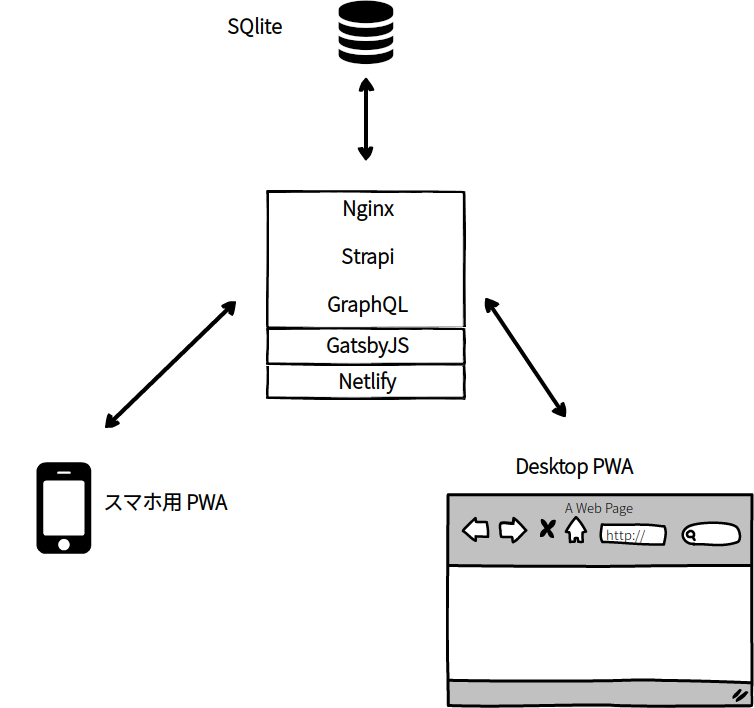 SQlite
Nginx
Strapi
GraphQL
GatsbyJS
Netlify
スマホ用 PWA
Desktop PWA
A Web Page
http://